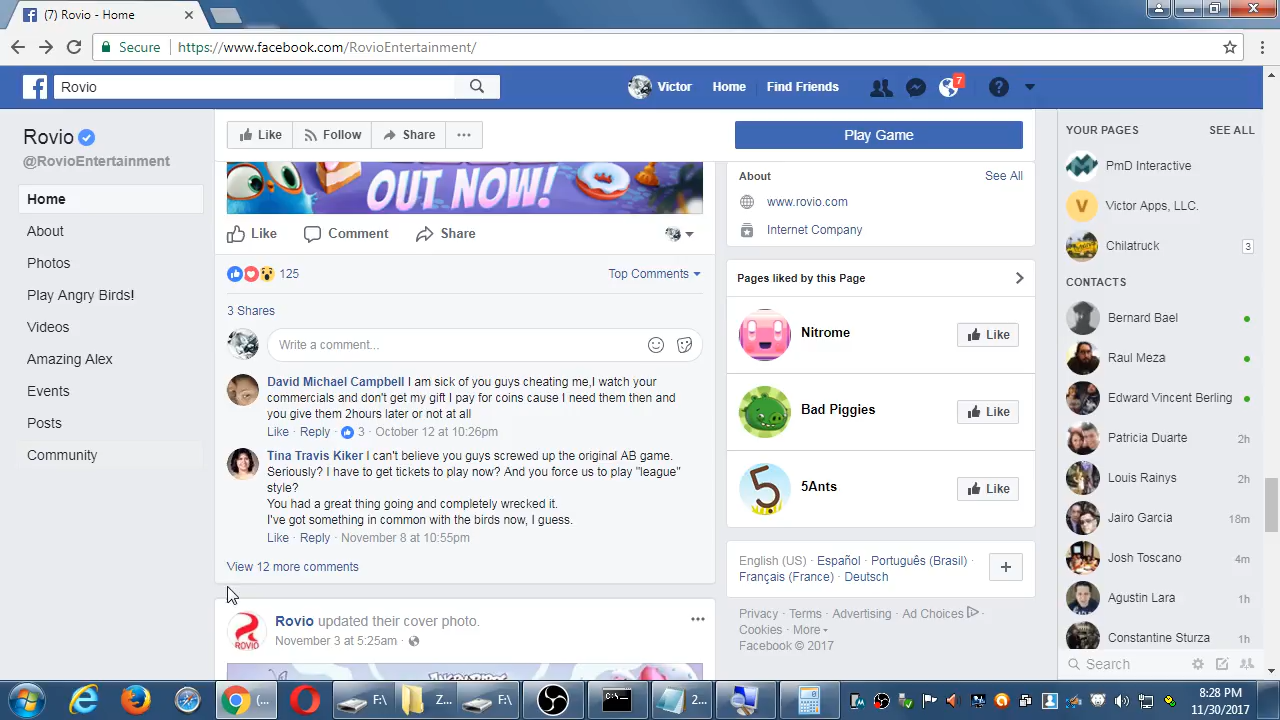 (7) Rovio - Home
Secure https://www.facebook.com/RovioEntertainment/
Rovio
Victor Home Find Friends 7
Rovio
@RovioEntertainment
Home
About
Photos
Play Angry Birds!
Videos
Amazing Alex
Events
Posts
Community
Like Follow Share
Play Game
OUT NOW!
Like Comment Share
125
Top Comments
3 Shares
Write a comment...
David Michael Campbell I am sick of you guys cheating me,I watch your
commercials and don't get my gift I pay for coins cause I need them then and
you give them 2hours later or not at all
Like · Reply · 3 · October 12 at 10:26pm
Tina Travis Kiker I can't believe you guys screwed up the original AB game.
Seriously? I have to get tickets to play now? And you force us to play "league"
style?
You had a great thing going and completely wrecked it.
I've got something in common with the birds now, I guess.
Like · Reply · November 8 at 10:55pm
View 12 more comments
ROVIO
Rovio updated their cover photo.
November 3 at 5:25am ·
About See All
www.rovio.com
Internet Company
Pages liked by this Page
Nitrome Like
Bad Piggies Like
5
5Ants Like
English (US) · Español · Português (Brasil) ·
Français (France) · Deutsch
Privacy · Terms · Advertising · Ad Choices ·
Cookies · More
Facebook © 2017
YOUR PAGES SEE ALL
PmD Interactive
V Victor Apps, LLC.
Chilatruck 3
CONTACTS
Bernard Bael
Raul Meza
Edward Vincent Berling
Patricia Duarte 2h
Louis Rainys 2h
Jairo Garcia 18m
Josh Toscano 4m
Agustin Lara 1h
Constantine Sturza 1h
Search
(... F:\ Z... F:\ C:\ 2...
8:28 PM
11/30/2017